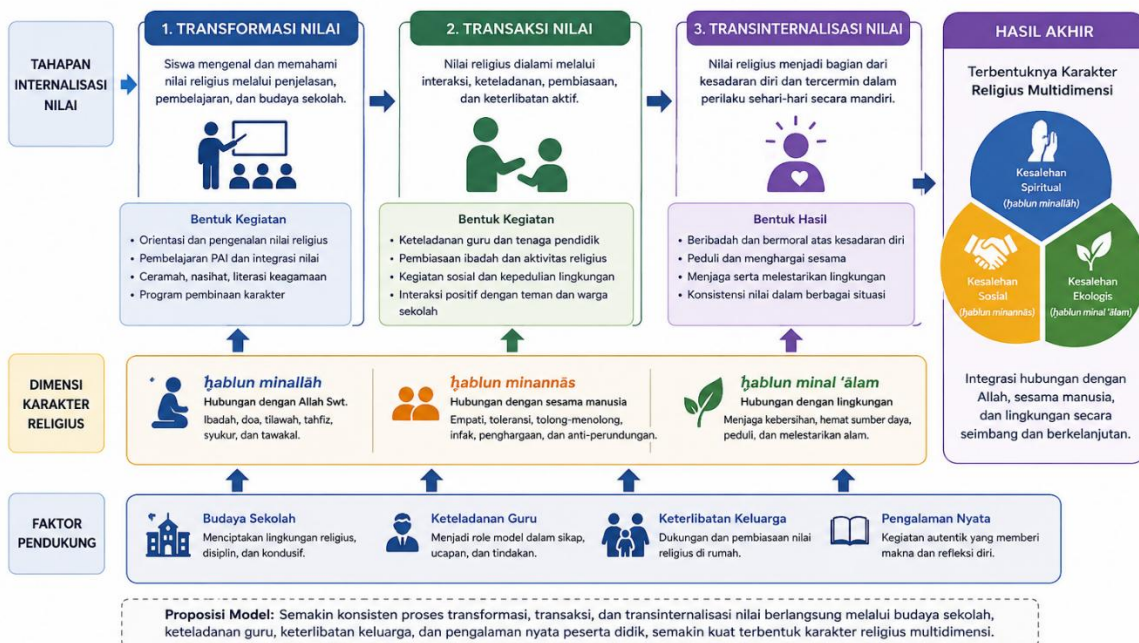 TAHAPAN
INTERNALISASI
NILAI
1. TRANSFORMASI NILAI
Siswa mengenal dan memahami
nilai religius melalui penjelasan,
pembelajaran, dan budaya sekolah.
Bentuk Kegiatan
• Orientasi dan pengenalan nilai religius
• Pembelajaran PAI dan integrasi nilai
• Ceramah, nasihat, literasi keagamaan
• Program pembinaan karakter
2. TRANSAKSI NILAI
Nilai religius dialami melalui
interaksi, keteladanan, pembiasaan,
dan keterlibatan aktif.
Bentuk Kegiatan
• Keteladanan guru dan tenaga pendidik
• Pembiasaan ibadah dan aktivitas religius
• Kegiatan sosial dan kepedulian lingkungan
• Interaksi positif dengan teman dan warga
sekolah
3. TRANSINTERNALISASI NILAI
Nilai religius menjadi bagian dari
kesadaran diri dan tercermin dalam
perilaku sehari-hari secara mandiri.
Bentuk Hasil
• Beribadah dan bermoral atas kesadaran diri
• Peduli dan menghargai sesama
• Menjaga serta melestarikan lingkungan
• Konsistensi nilai dalam berbagai situasi
HASIL AKHIR
Terbentuknya Karakter
Religius Multidimensi
Kesalehan
Spiritual
(ḥablun minallāh)
Kesalehan
Sosial
(ḥablun minannās)
Kesalehan
Ekologis
(ḥablun minal ‘ālam)
Integrasi hubungan dengan
Allah, sesama manusia,
dan lingkungan secara
seimbang dan berkelanjutan.
DIMENSI
KARAKTER
RELIGIUS
ḥablun minallāh
Hubungan dengan Allah Swt.
Ibadah, doa, tilawah, tahfiz,
syukur, dan tawakal.
ḥablun minannās
Hubungan dengan sesama manusia
Empati, toleransi, tolong-menolong,
infak, penghargaan, dan anti-perundungan.
ḥablun minal ‘ālam
Hubungan dengan lingkungan
Menjaga kebersihan, hemat sumber daya,
peduli, dan melestarikan alam.
FAKTOR
PENDUKUNG
Budaya Sekolah
Menciptakan lingkungan religius,
disiplin, dan kondusif.
Keteladanan Guru
Menjadi role model dalam sikap,
ucapan, dan tindakan.
Keterlibatan Keluarga
Dukungan dan pembiasaan nilai
religius di rumah.
Pengalaman Nyata
Kegiatan autentik yang memberi
makna dan refleksi diri.
Proposisi Model: Semakin konsisten proses transformasi, transaksi, dan transinternalisasi nilai berlangsung melalui budaya sekolah,
keteladanan guru, keterlibatan keluarga, dan pengalaman nyata peserta didik, semakin kuat terbentuk karakter religius multidimensi.